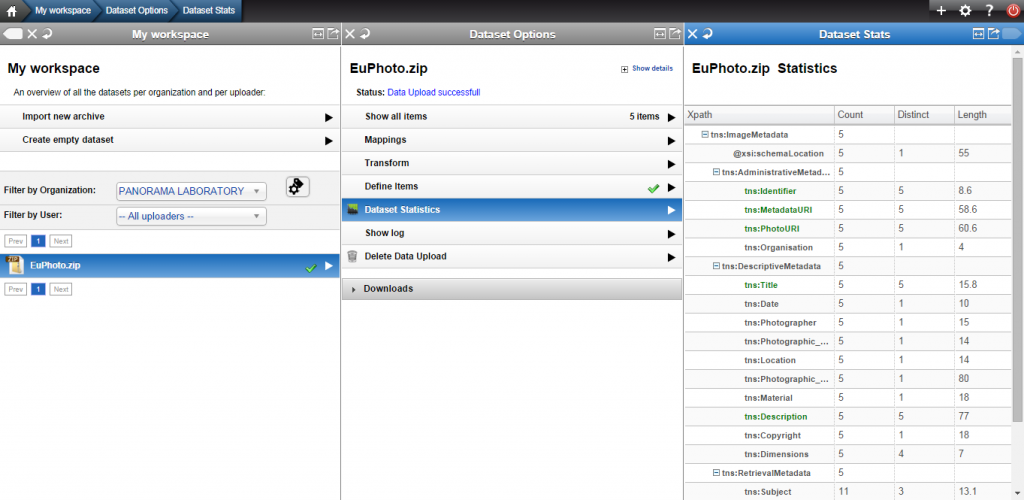 My workspace Dataset Options Dataset Stats
My workspace
My workspace
An overview of all the datasets per organization and per uploader:
Import new archive
Create empty dataset
Filter by Organization: PANORAMA LABORATORY
Filter by User: -- All uploaders --
Prev 1 Next
EuPhoto.zip
Prev 1 Next
Dataset Options
EuPhoto.zip Show details
Status: Data Upload successfull
Show all items 5 items
Mappings
Transform
Define Items
Dataset Statistics
Show log
Delete Data Upload
Downloads
Dataset Stats
EuPhoto.zip Statistics
Xpath Count Distinct Length
tns:ImageMetadata 5
@xsi:schemaLocation 5 1 55
tns:AdministrativeMetad... 5
tns:Identifier 5 5 8.6
tns:MetadataURI 5 5 58.6
tns:PhotoURI 5 5 60.6
tns:Organisation 5 1 4
tns:DescriptiveMetadata 5
tns:Title 5 5 15.8
tns:Date 5 1 10
tns:Photographer 5 1 15
tns:Photographic_... 5 1 14
tns:Location 5 1 14
tns:Photographic_... 5 1 80
tns:Material 5 1 18
tns:Description 5 5 77
tns:Copyright 5 1 18
tns:Dimensions 5 4 7
tns:RetrievalMetadata 5
tns:Subject 11 3 13.1